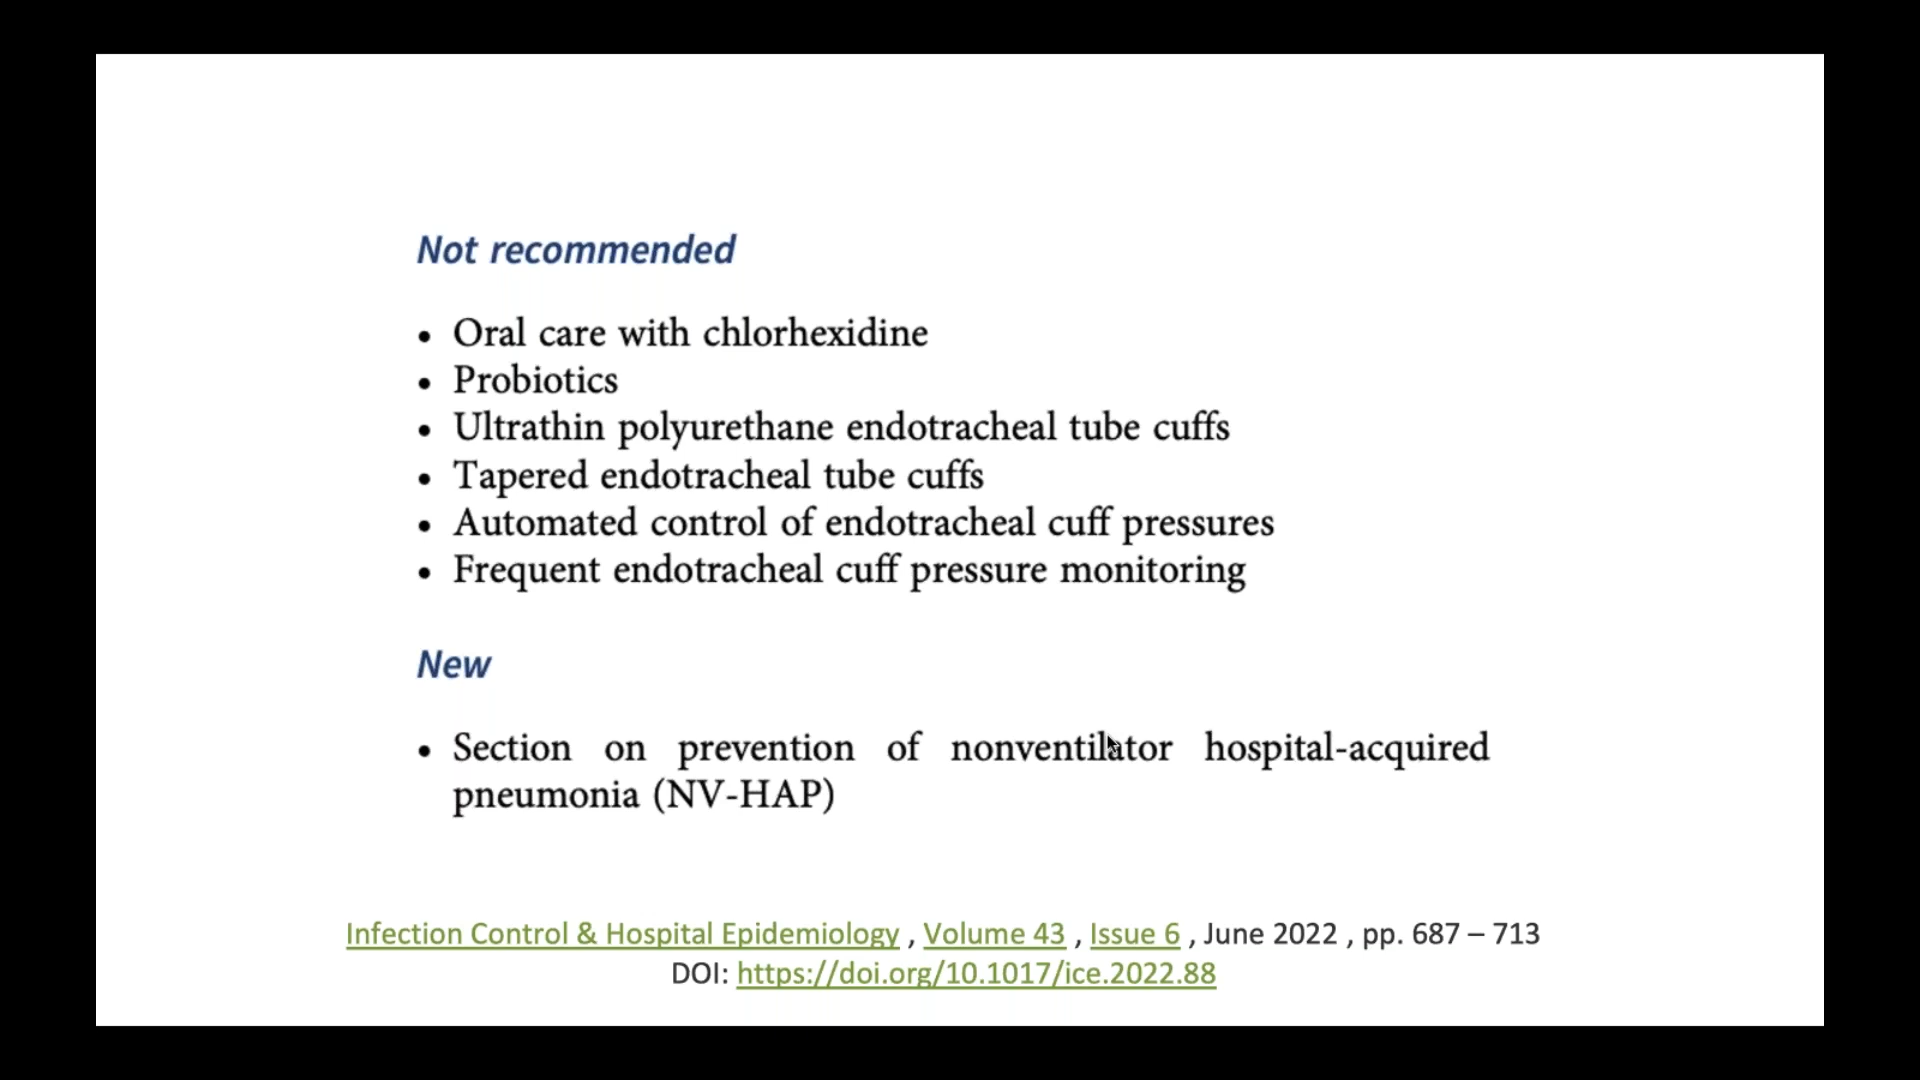 Not recommended
• Oral care with chlorhexidine
• Probiotics
• Ultrathin polyurethane endotracheal tube cuffs
• Tapered endotracheal tube cuffs
• Automated control of endotracheal cuff pressures
• Frequent endotracheal cuff pressure monitoring
New
• Section on prevention of nonventilator hospital-acquired
pneumonia (NV-HAP)
Infection Control & Hospital Epidemiology , Volume 43 , Issue 6 , June 2022 , pp. 687 – 713
DOI: https://doi.org/10.1017/ice.2022.88